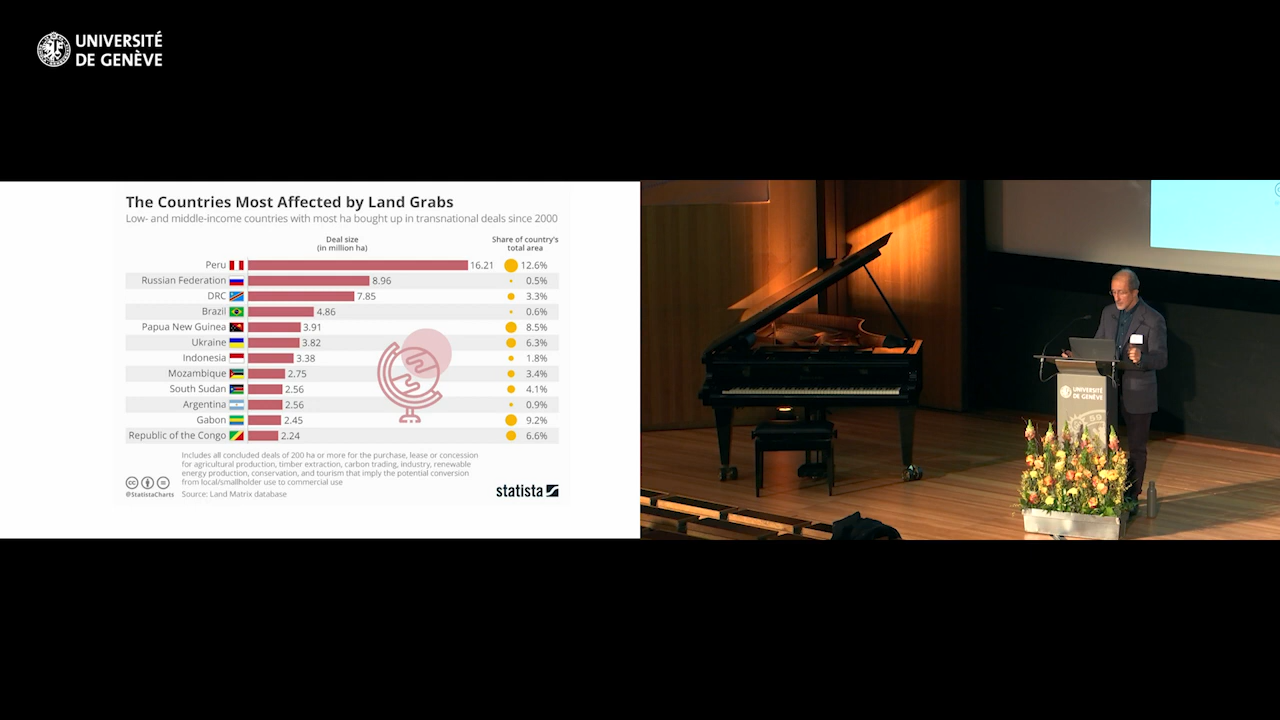 UNIVERSITÉ
DE GENÈVE
The Countries Most Affected by Land Grabs
Low- and middle-income countries with most ha bought up in transnational deals since 2000
Deal size
(in million ha)
Share of country's
total area
Peru 16.21 12.6%
Russian Federation 8.96 0.5%
DRC 7.85 3.3%
Brazil 4.86 0.6%
Papua New Guinea 3.91 8.5%
Ukraine 3.82 6.3%
Indonesia 3.38 1.8%
Mozambique 2.75 3.4%
South Sudan 2.56 4.1%
Argentina 2.56 0.9%
Gabon 2.45 9.2%
Republic of the Congo 2.24 6.6%
Includes all concluded deals of 200 ha or more for the purchase, lease or concession
for agricultural production, timber extraction, carbon trading, industry, renewable
energy production, conservation, and tourism that imply the potential conversion
from local/smallholder use to commercial use
@StatistaCharts Source: Land Matrix database
statista
UNIVERSITÉ
DE GENÈVE